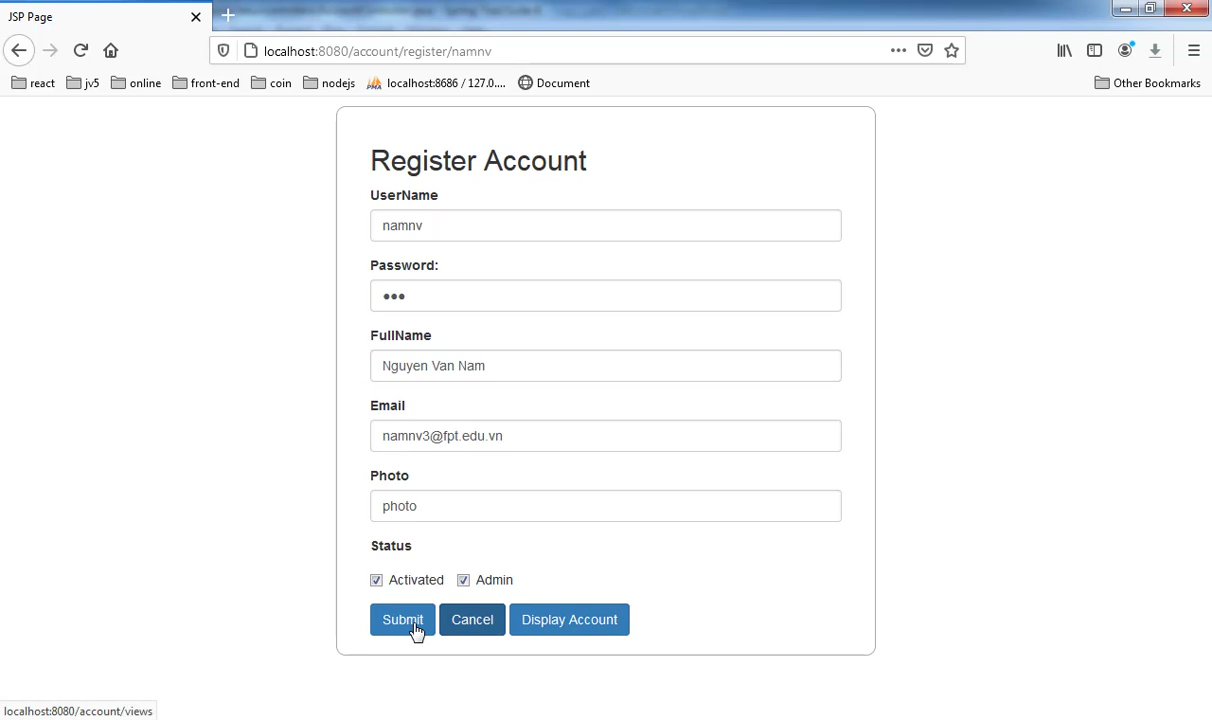 JSP Page
localhost:8080/account/register/namnv
react jv5 online front-end coin nodejs localhost:8686 / 127.0.... Document Other Bookmarks
Register Account
UserName
namnv
Password:
FullName
Nguyen Van Nam
Email
namnv3@fpt.edu.vn
Photo
photo
Status
Activated Admin
Submit Cancel Display Account
localhost:8080/account/views